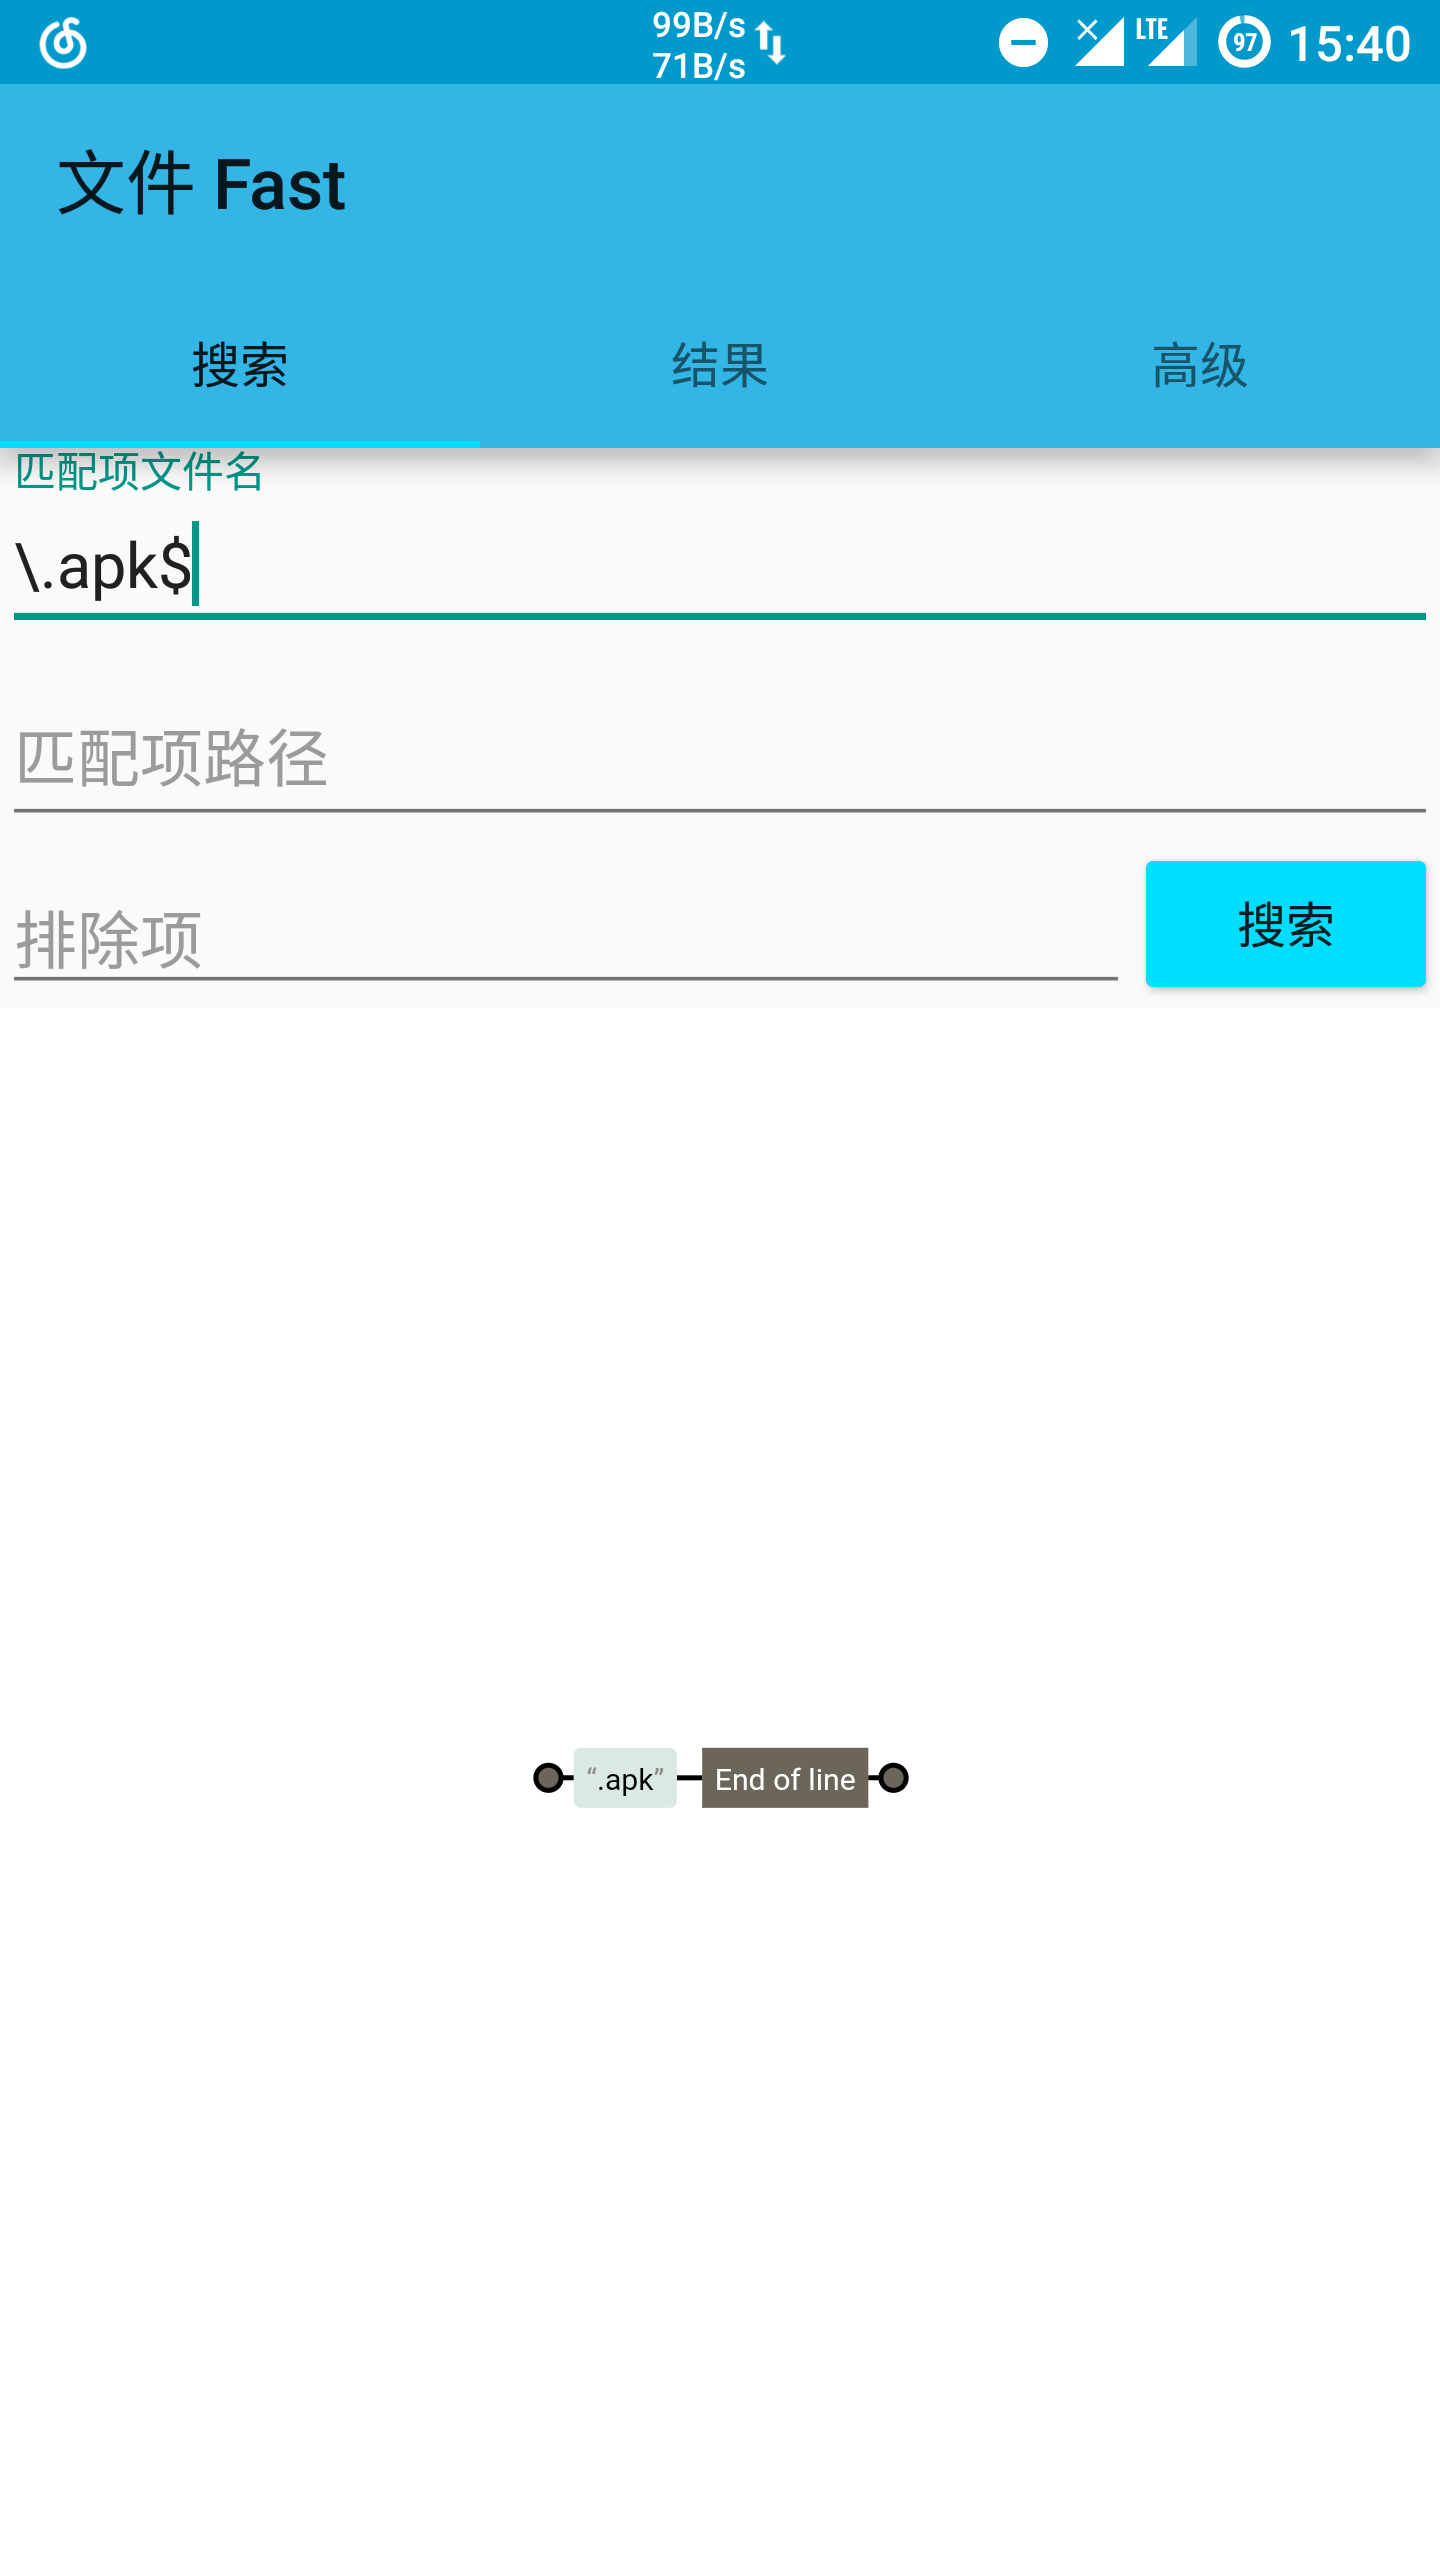 99B/s
71B/s
LTE
97
15:40
文件 Fast
搜索
结果
高级
匹配项文件名
\.apk$
匹配项路径
排除项
搜索
“.apk”
End of line